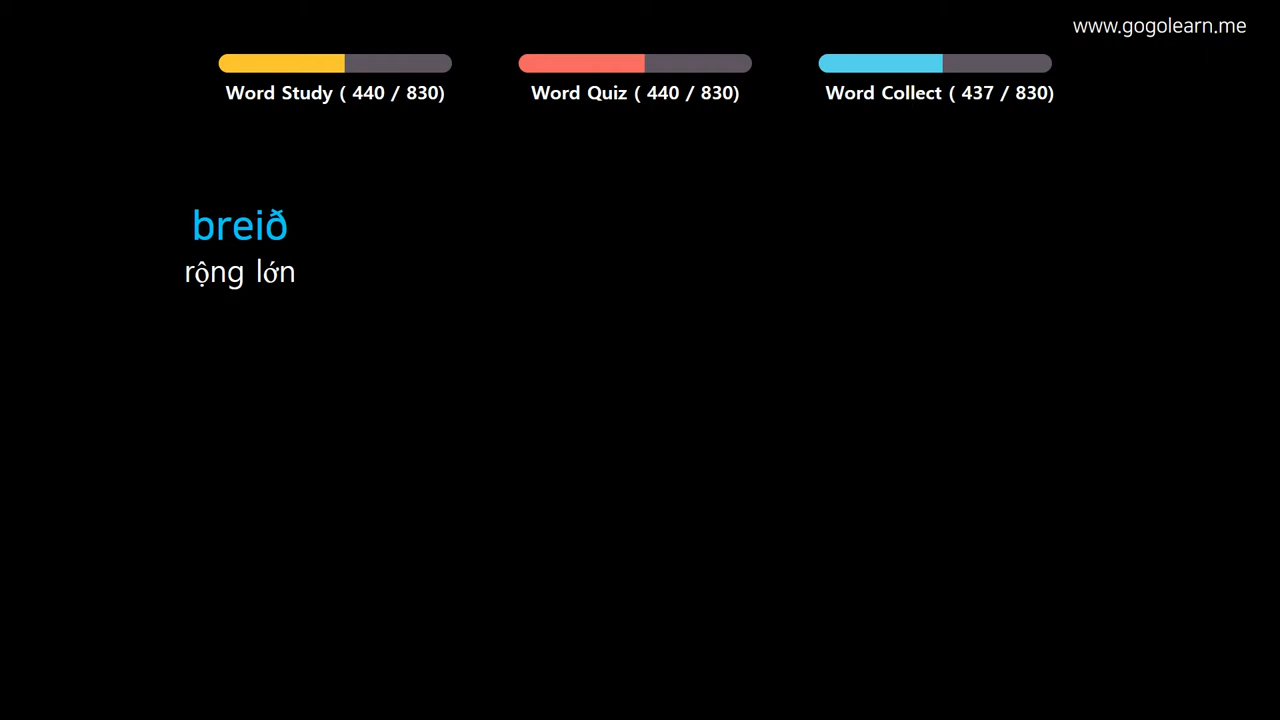 www.gogolearn.me
Word Study ( 440 / 830)
Word Quiz ( 440 / 830)
Word Collect ( 437 / 830)
breið
rộng lớn